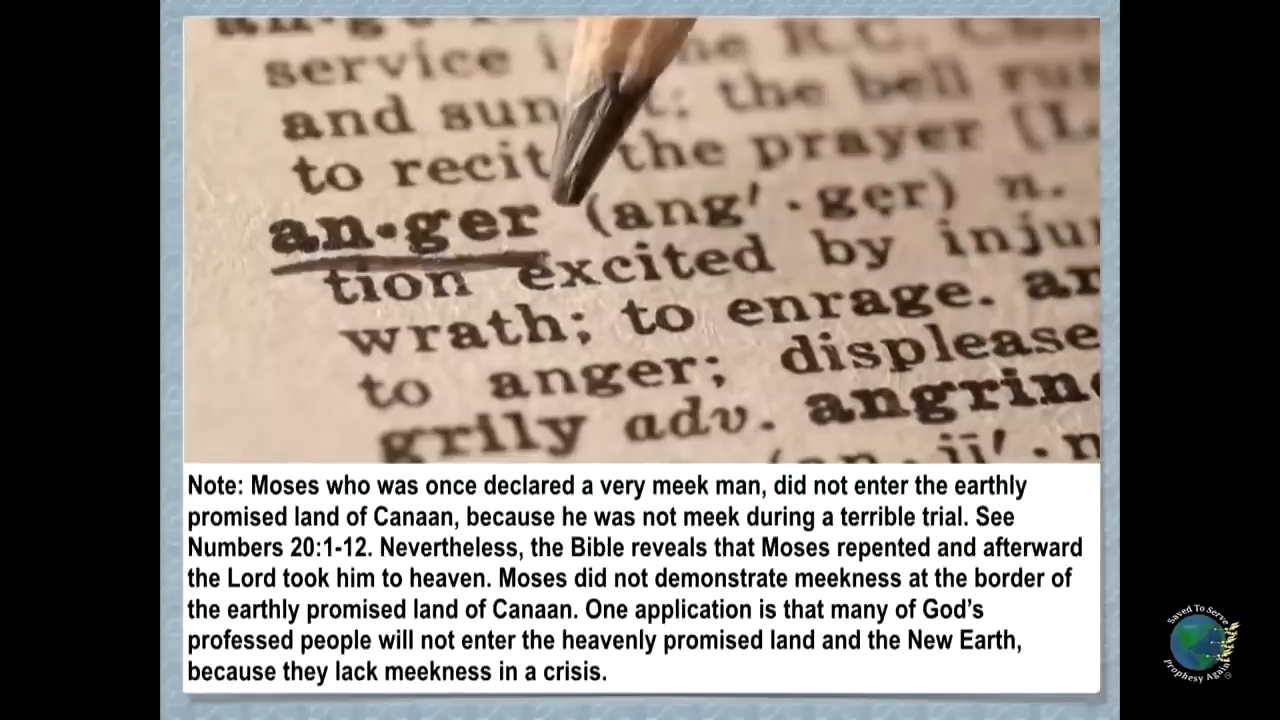 service the R.C.
and sun t; the bell
to recit the prayer
an·ger (ang′·gẹr) n.
tion excited by inju
wrath; to enrage. an
to anger; displease
grily adv. angrin
Note: Moses who was once declared a very meek man, did not enter the earthly
promised land of Canaan, because he was not meek during a terrible trial. See
Numbers 20:1-12. Nevertheless, the Bible reveals that Moses repented and afterward
the Lord took him to heaven. Moses did not demonstrate meekness at the border of
the earthly promised land of Canaan. One application is that many of God’s
professed people will not enter the heavenly promised land and the New Earth,
because they lack meekness in a crisis.
Saved To Serve
Prophesy Again